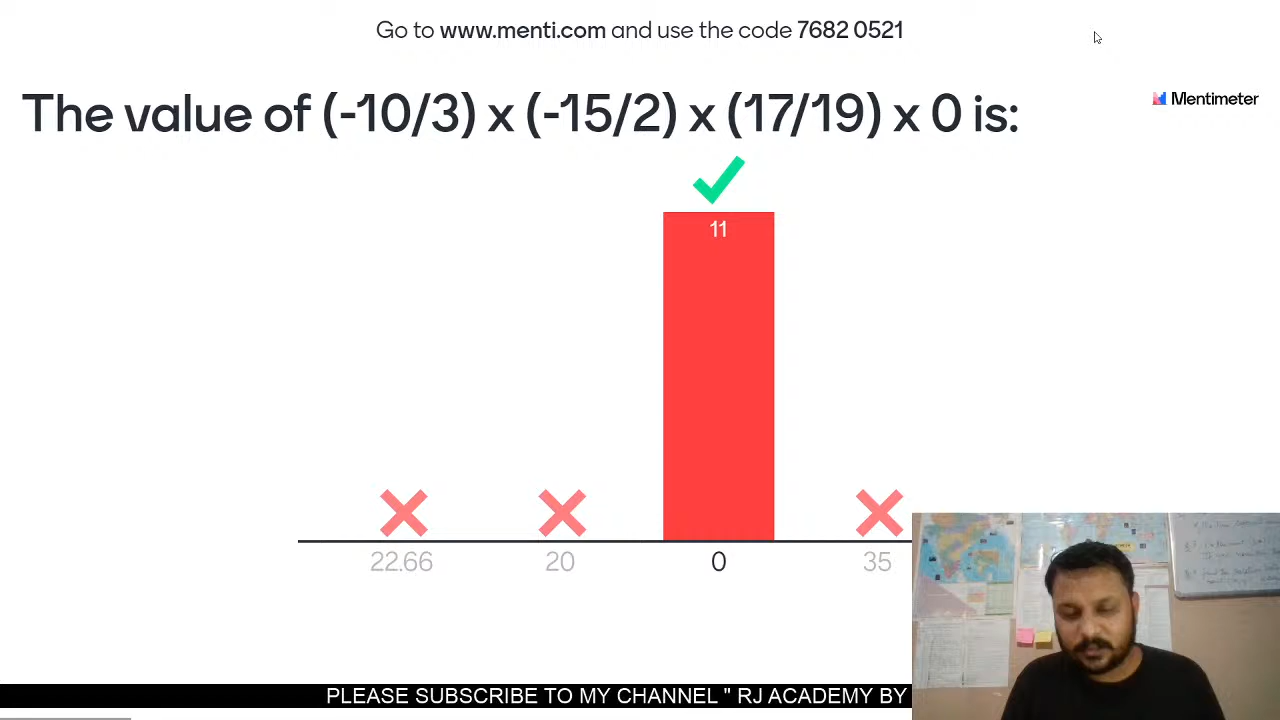 Go to www.menti.com and use the code 7682 0521
The value of (-10/3) x (-15/2) x (17/19) x 0 is:
Mentimeter
11
22.66
20
0
35
PLEASE SUBSCRIBE TO MY CHANNEL " RJ ACADEMY BY